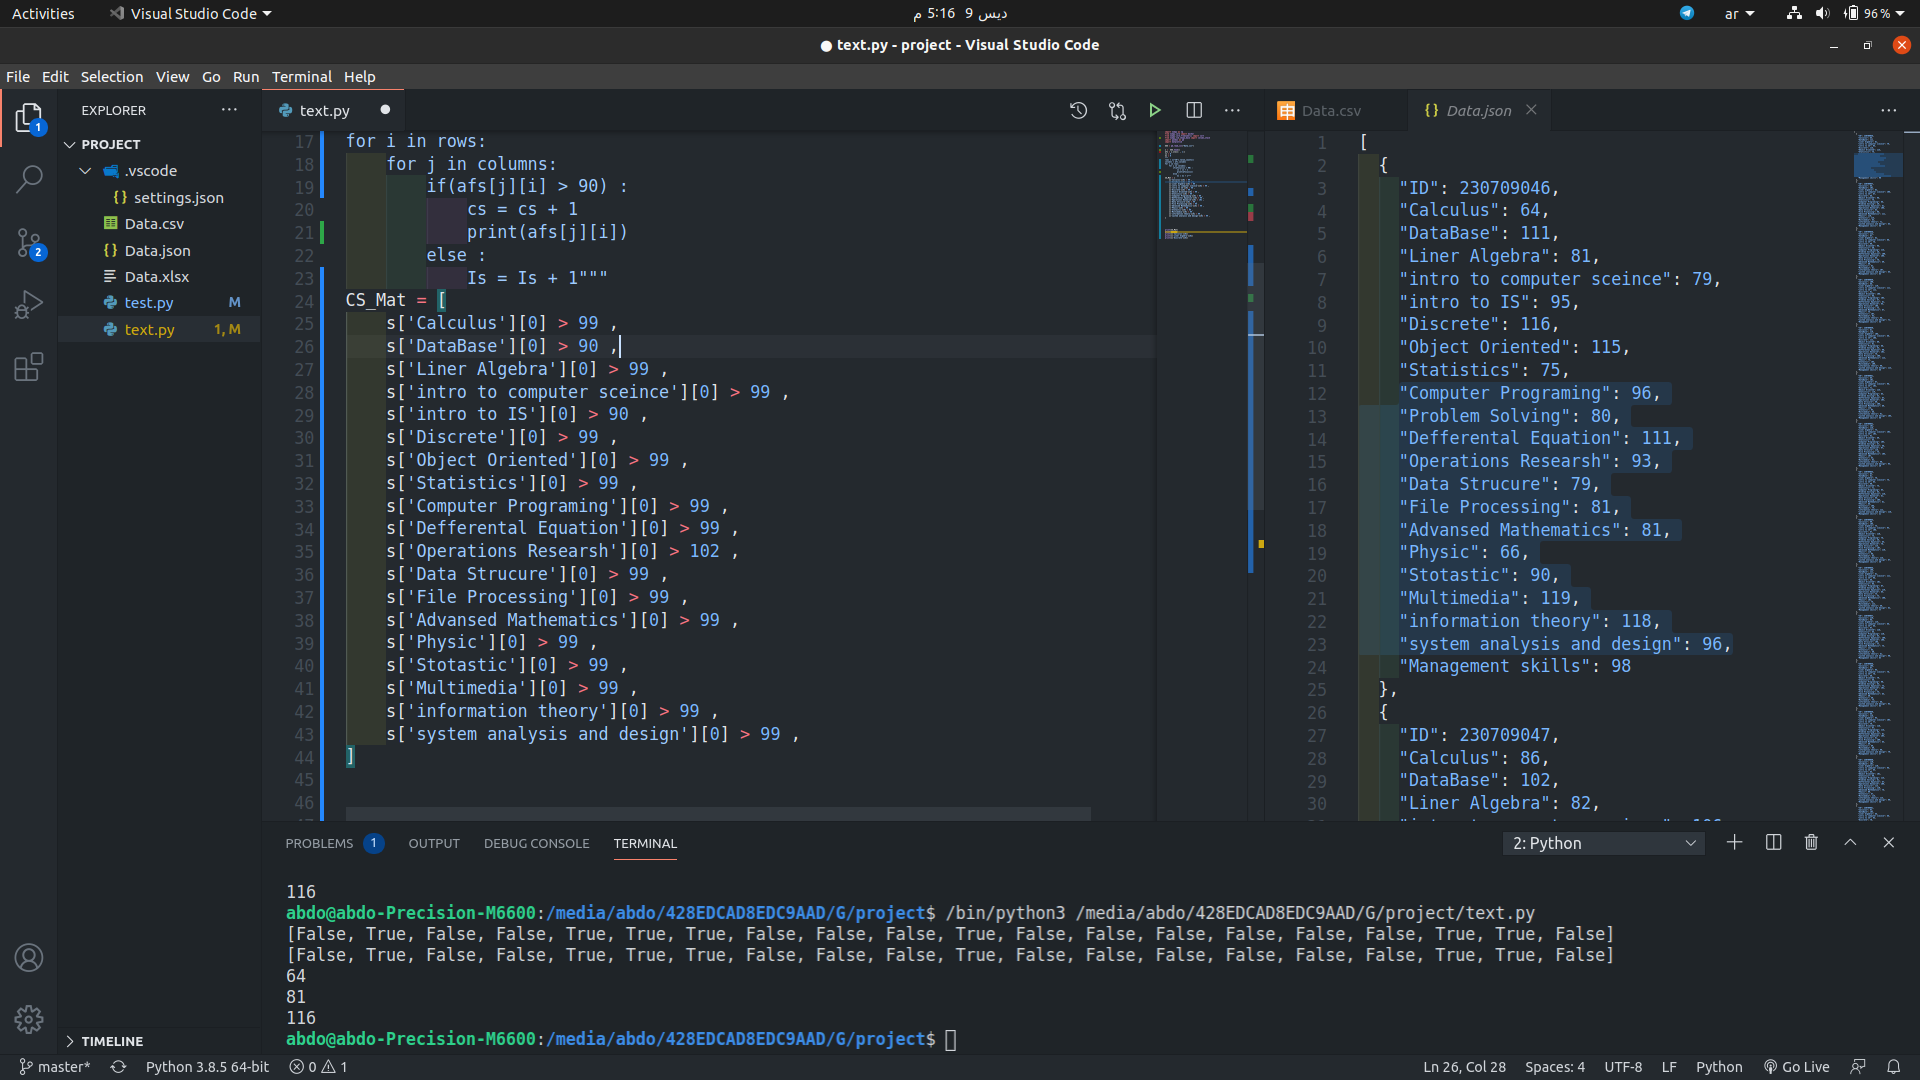 Activities
Visual Studio Code
ديس 9 5:16 م
ar
96 %
● text.py - project - Visual Studio Code
File Edit Selection View Go Run Terminal Help
EXPLORER
PROJECT
.vscode
settings.json
Data.csv
Data.json
Data.xlsx
test.py M
text.py 1, M
TIMELINE
1
2
text.py
17 for i in rows:
18 for j in columns:
19 if(afs[j][i] > 90) :
20 cs = cs + 1
21 print(afs[j][i])
22 else :
23 Is = Is + 1"""
24 CS_Mat = [
25 s['Calculus'][0] > 99 ,
26 s['DataBase'][0] > 90 ,
27 s['Liner Algebra'][0] > 99 ,
28 s['intro to computer sceince'][0] > 99 ,
29 s['intro to IS'][0] > 90 ,
30 s['Discrete'][0] > 99 ,
31 s['Object Oriented'][0] > 99 ,
32 s['Statistics'][0] > 99 ,
33 s['Computer Programing'][0] > 99 ,
34 s['Defferental Equation'][0] > 99 ,
35 s['Operations Researsh'][0] > 102 ,
36 s['Data Strucure'][0] > 99 ,
37 s['File Processing'][0] > 99 ,
38 s['Advansed Mathematics'][0] > 99 ,
39 s['Physic'][0] > 99 ,
40 s['Stotastic'][0] > 99 ,
41 s['Multimedia'][0] > 99 ,
42 s['information theory'][0] > 99 ,
43 s['system analysis and design'][0] > 99 ,
44 ]
45
46
Data.csv
Data.json
1 [
2 {
3 "ID": 230709046,
4 "Calculus": 64,
5 "DataBase": 111,
6 "Liner Algebra": 81,
7 "intro to computer sceince": 79,
8 "intro to IS": 95,
9 "Discrete": 116,
10 "Object Oriented": 115,
11 "Statistics": 75,
12 "Computer Programing": 96,
13 "Problem Solving": 80,
14 "Defferental Equation": 111,
15 "Operations Researsh": 93,
16 "Data Strucure": 79,
17 "File Processing": 81,
18 "Advansed Mathematics": 81,
19 "Physic": 66,
20 "Stotastic": 90,
21 "Multimedia": 119,
22 "information theory": 118,
23 "system analysis and design": 96,
24 "Management skills": 98
25 },
26 {
27 "ID": 230709047,
28 "Calculus": 86,
29 "DataBase": 102,
30 "Liner Algebra": 82,
PROBLEMS 1 OUTPUT DEBUG CONSOLE TERMINAL
2: Python
116
abdo@abdo-Precision-M6600:/media/abdo/428EDCAD8EDC9AAD/G/project$ /bin/python3 /media/abdo/428EDCAD8EDC9AAD/G/project/text.py
[False, True, False, False, True, True, True, False, False, False, True, False, False, False, False, False, False, True, True, False]
[False, True, False, False, True, True, True, False, False, False, True, False, False, False, False, False, False, True, True, False]
64
81
116
abdo@abdo-Precision-M6600:/media/abdo/428EDCAD8EDC9AAD/G/project$
master* Python 3.8.5 64-bit 0 1
Ln 26, Col 28 Spaces: 4 UTF-8 LF Python Go Live